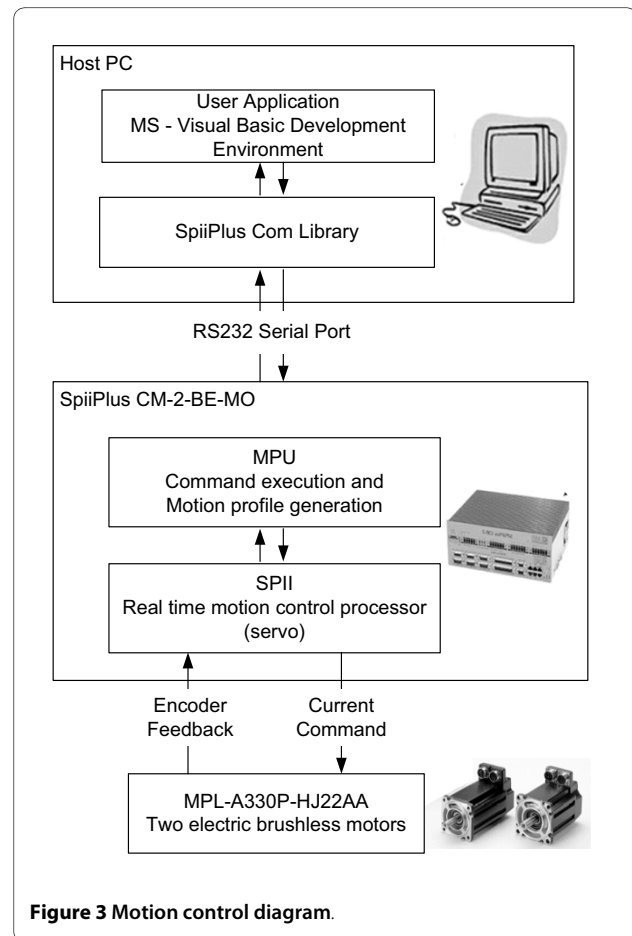 Host PC
User Application
MS - Visual Basic Development
Environment
SpiiPlus Com Library
RS232 Serial Port
SpiiPlus CM-2-BE-MO
MPU
Command execution and
Motion profile generation
SPII
Real time motion control processor
(servo)
Encoder
Feedback
Current
Command
MPL-A330P-HJ22AA
Two electric brushless motors
Figure 3 Motion control diagram.